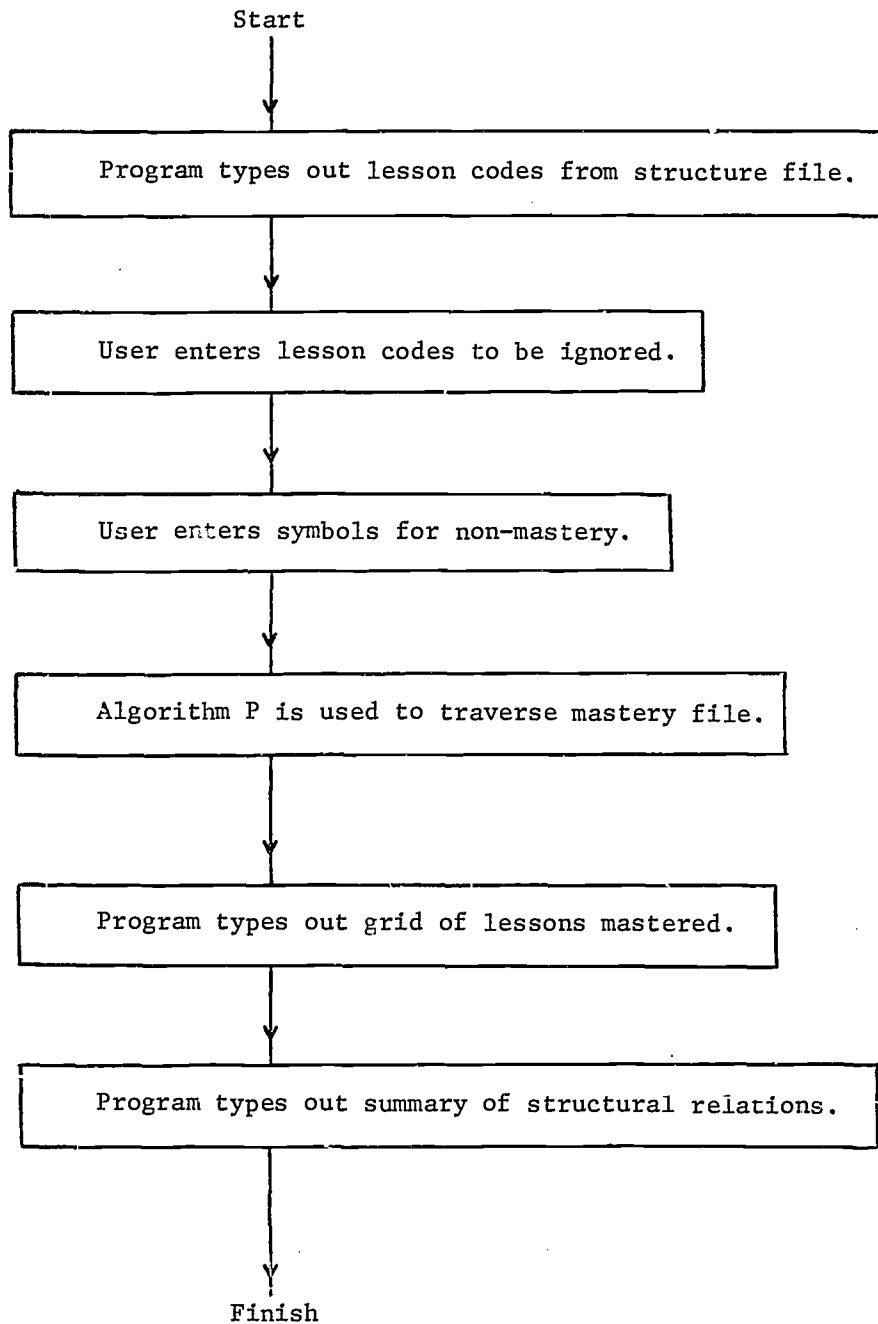 Start
Program types out lesson codes from structure file.
User enters lesson codes to be ignored.
User enters symbols for non-mastery.
Algorithm P is used to traverse mastery file.
Program types out grid of lessons mastered.
Program types out summary of structural relations.
Finish